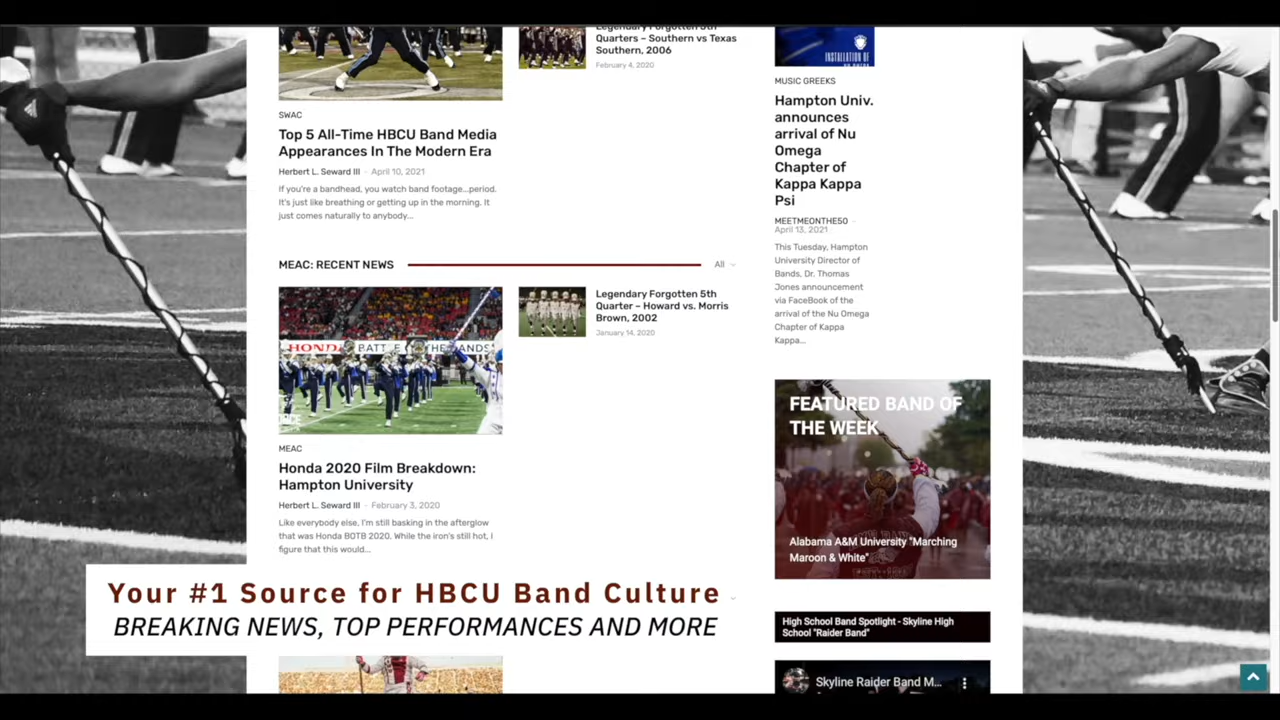 Legendary Forgotten 5th
Quarters – Southern vs Texas
Southern, 2006
February 4, 2020
SWAC
Top 5 All-Time HBCU Band Media
Appearances In The Modern Era
Herbert L. Seward III - April 10, 2021
If you're a bandhead, you watch band footage...period.
It's just like breathing or getting up in the morning. It
just comes naturally to anybody...
MEAC: RECENT NEWS
All
HONDA BATTLE OF THE BANDS
MEAC
Honda 2020 Film Breakdown:
Hampton University
Herbert L. Seward III - February 3, 2020
Like everybody else, I'm still basking in the afterglow
that was Honda BOTB 2020. While the iron's still hot, I
figure that this would...
Legendary Forgotten 5th
Quarter – Howard vs. Morris
Brown, 2002
January 14, 2020
INSTALLATION OF
MUSIC GREEKS
Hampton Univ.
announces
arrival of Nu
Omega
Chapter of
Kappa Kappa
Psi
MEETMEONTHE50 -
April 13, 2021
This Tuesday, Hampton
University Director of
Bands, Dr. Thomas
Jones announcement
via FaceBook of the
arrival of the Nu Omega
Chapter of Kappa
Kappa...
FEATURED BAND OF
THE WEEK
Alabama A&M University "Marching
Maroon & White"
High School Band Spotlight - Skyline High
School "Raider Band"
Skyline Raider Band M...
Your #1 Source for HBCU Band Culture
BREAKING NEWS, TOP PERFORMANCES AND MORE